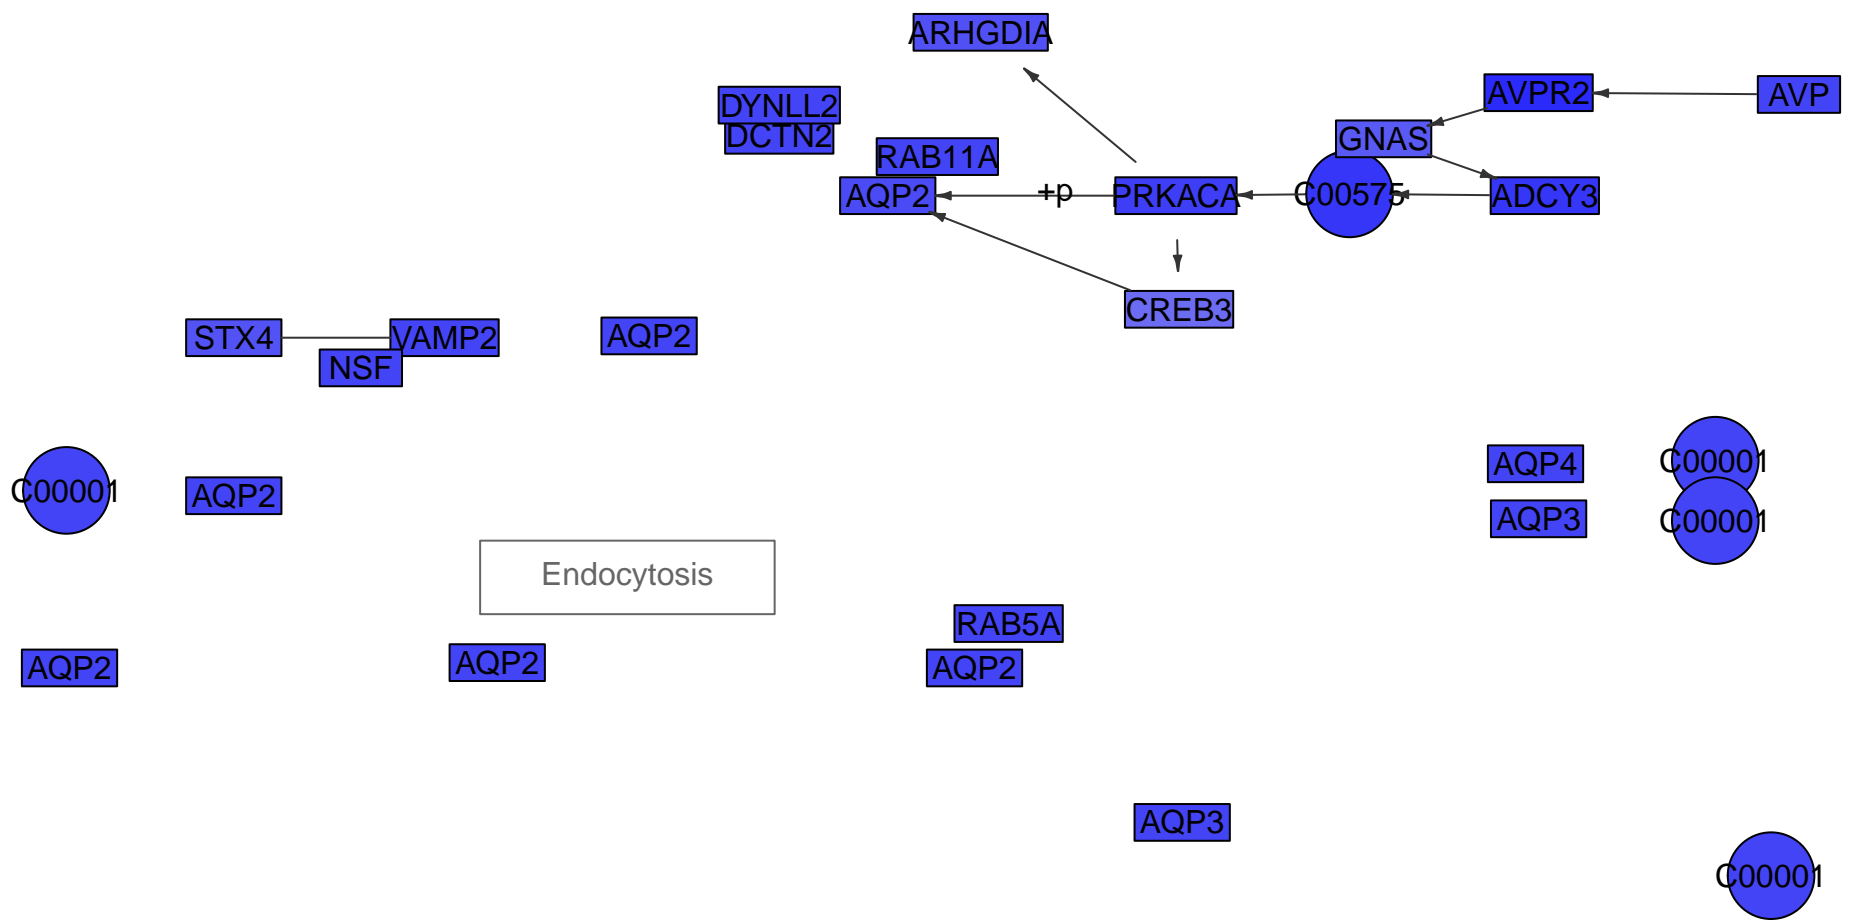 ARHGDIA
DYNLL2
DCTN2
AVPR2
AVP
GNAS
RAB11A
AQP2
+p
PRKACA
C00575
ADCY3
CREB3
STX4
VAMP2
NSF
AQP2
C00001
AQP2
AQP4
C00001
AQP3
C00001
Endocytosis
RAB5A
AQP2
AQP2
AQP2
AQP3
C00001